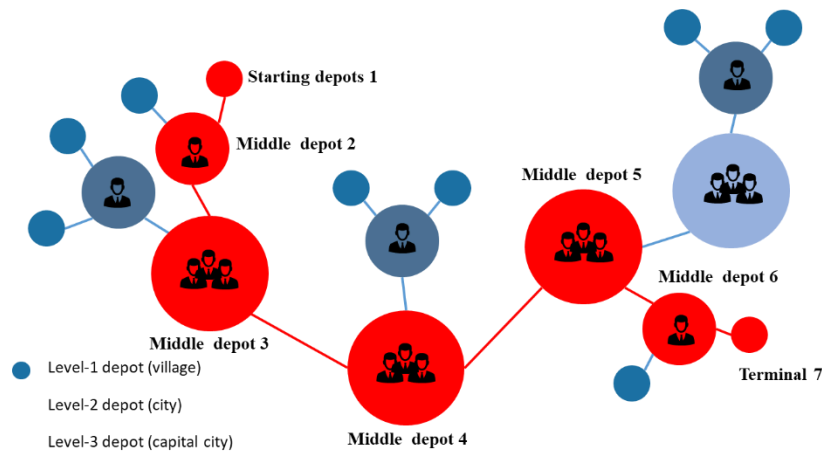 Starting depots 1
Middle depot 2
Middle depot 5
Middle depot 6
Middle depot 3
Level-1 depot (village)
Terminal 7
Level-2 depot (city)
Middle depot 4
Level-3 depot (capital city)